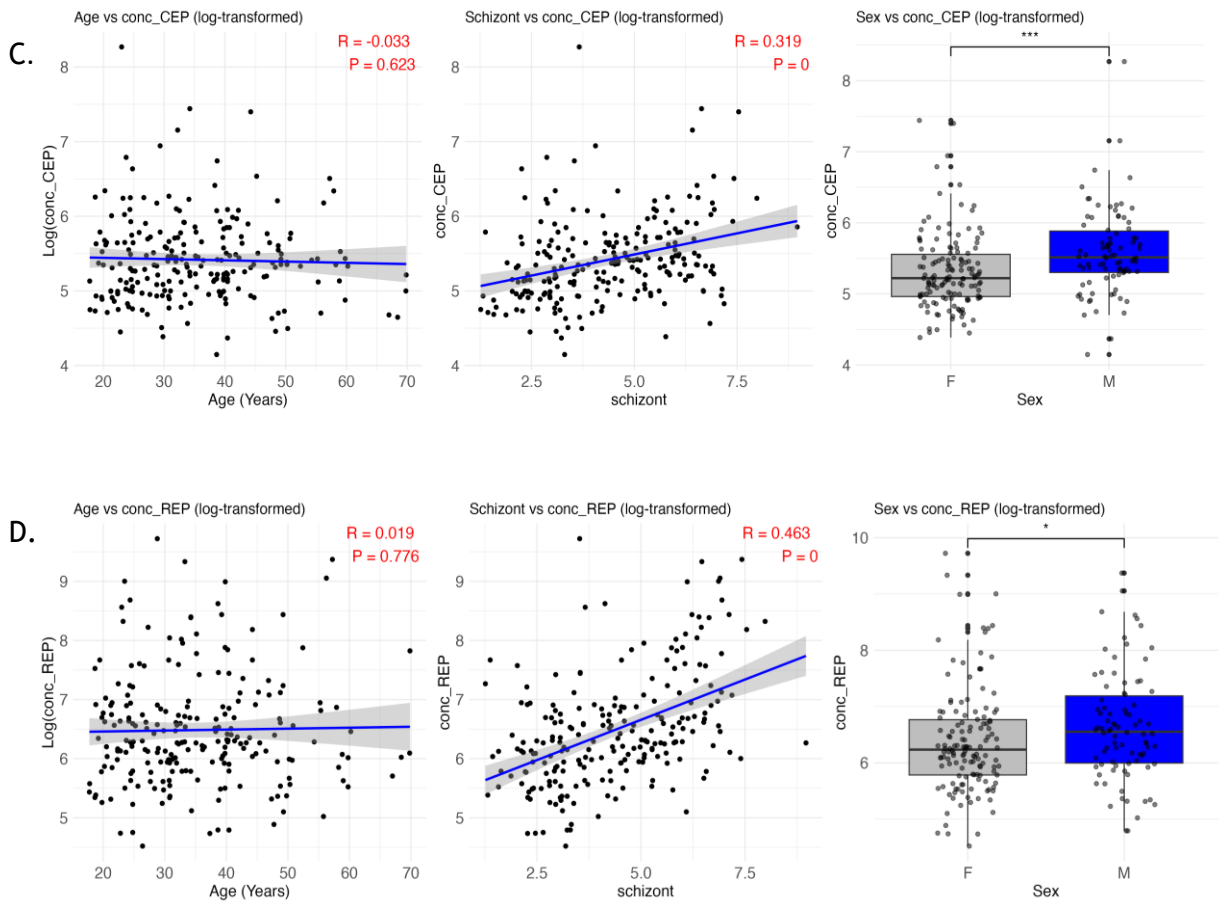 C.
Age vs conc_CEP (log-transformed)
R = -0.033
P = 0.623
Log(conc_CEP)
8
7
6
5
4
20 30 40 50 60 70
Age (Years)
Schizont vs conc_CEP (log-transformed)
R = 0.319
P = 0
conc_CEP
8
7
6
5
4
2.5 5.0 7.5
schizont
Sex vs conc_CEP (log-transformed)
***
conc_CEP
8
7
6
5
4
F M
Sex
D.
Age vs conc_REP (log-transformed)
R = 0.019
P = 0.776
Log(conc_REP)
9
8
7
6
5
20 30 40 50 60 70
Age (Years)
Schizont vs conc_REP (log-transformed)
R = 0.463
P = 0
conc_REP
9
8
7
6
5
2.5 5.0 7.5
schizont
Sex vs conc_REP (log-transformed)
*
conc_REP
10
8
6
F M
Sex